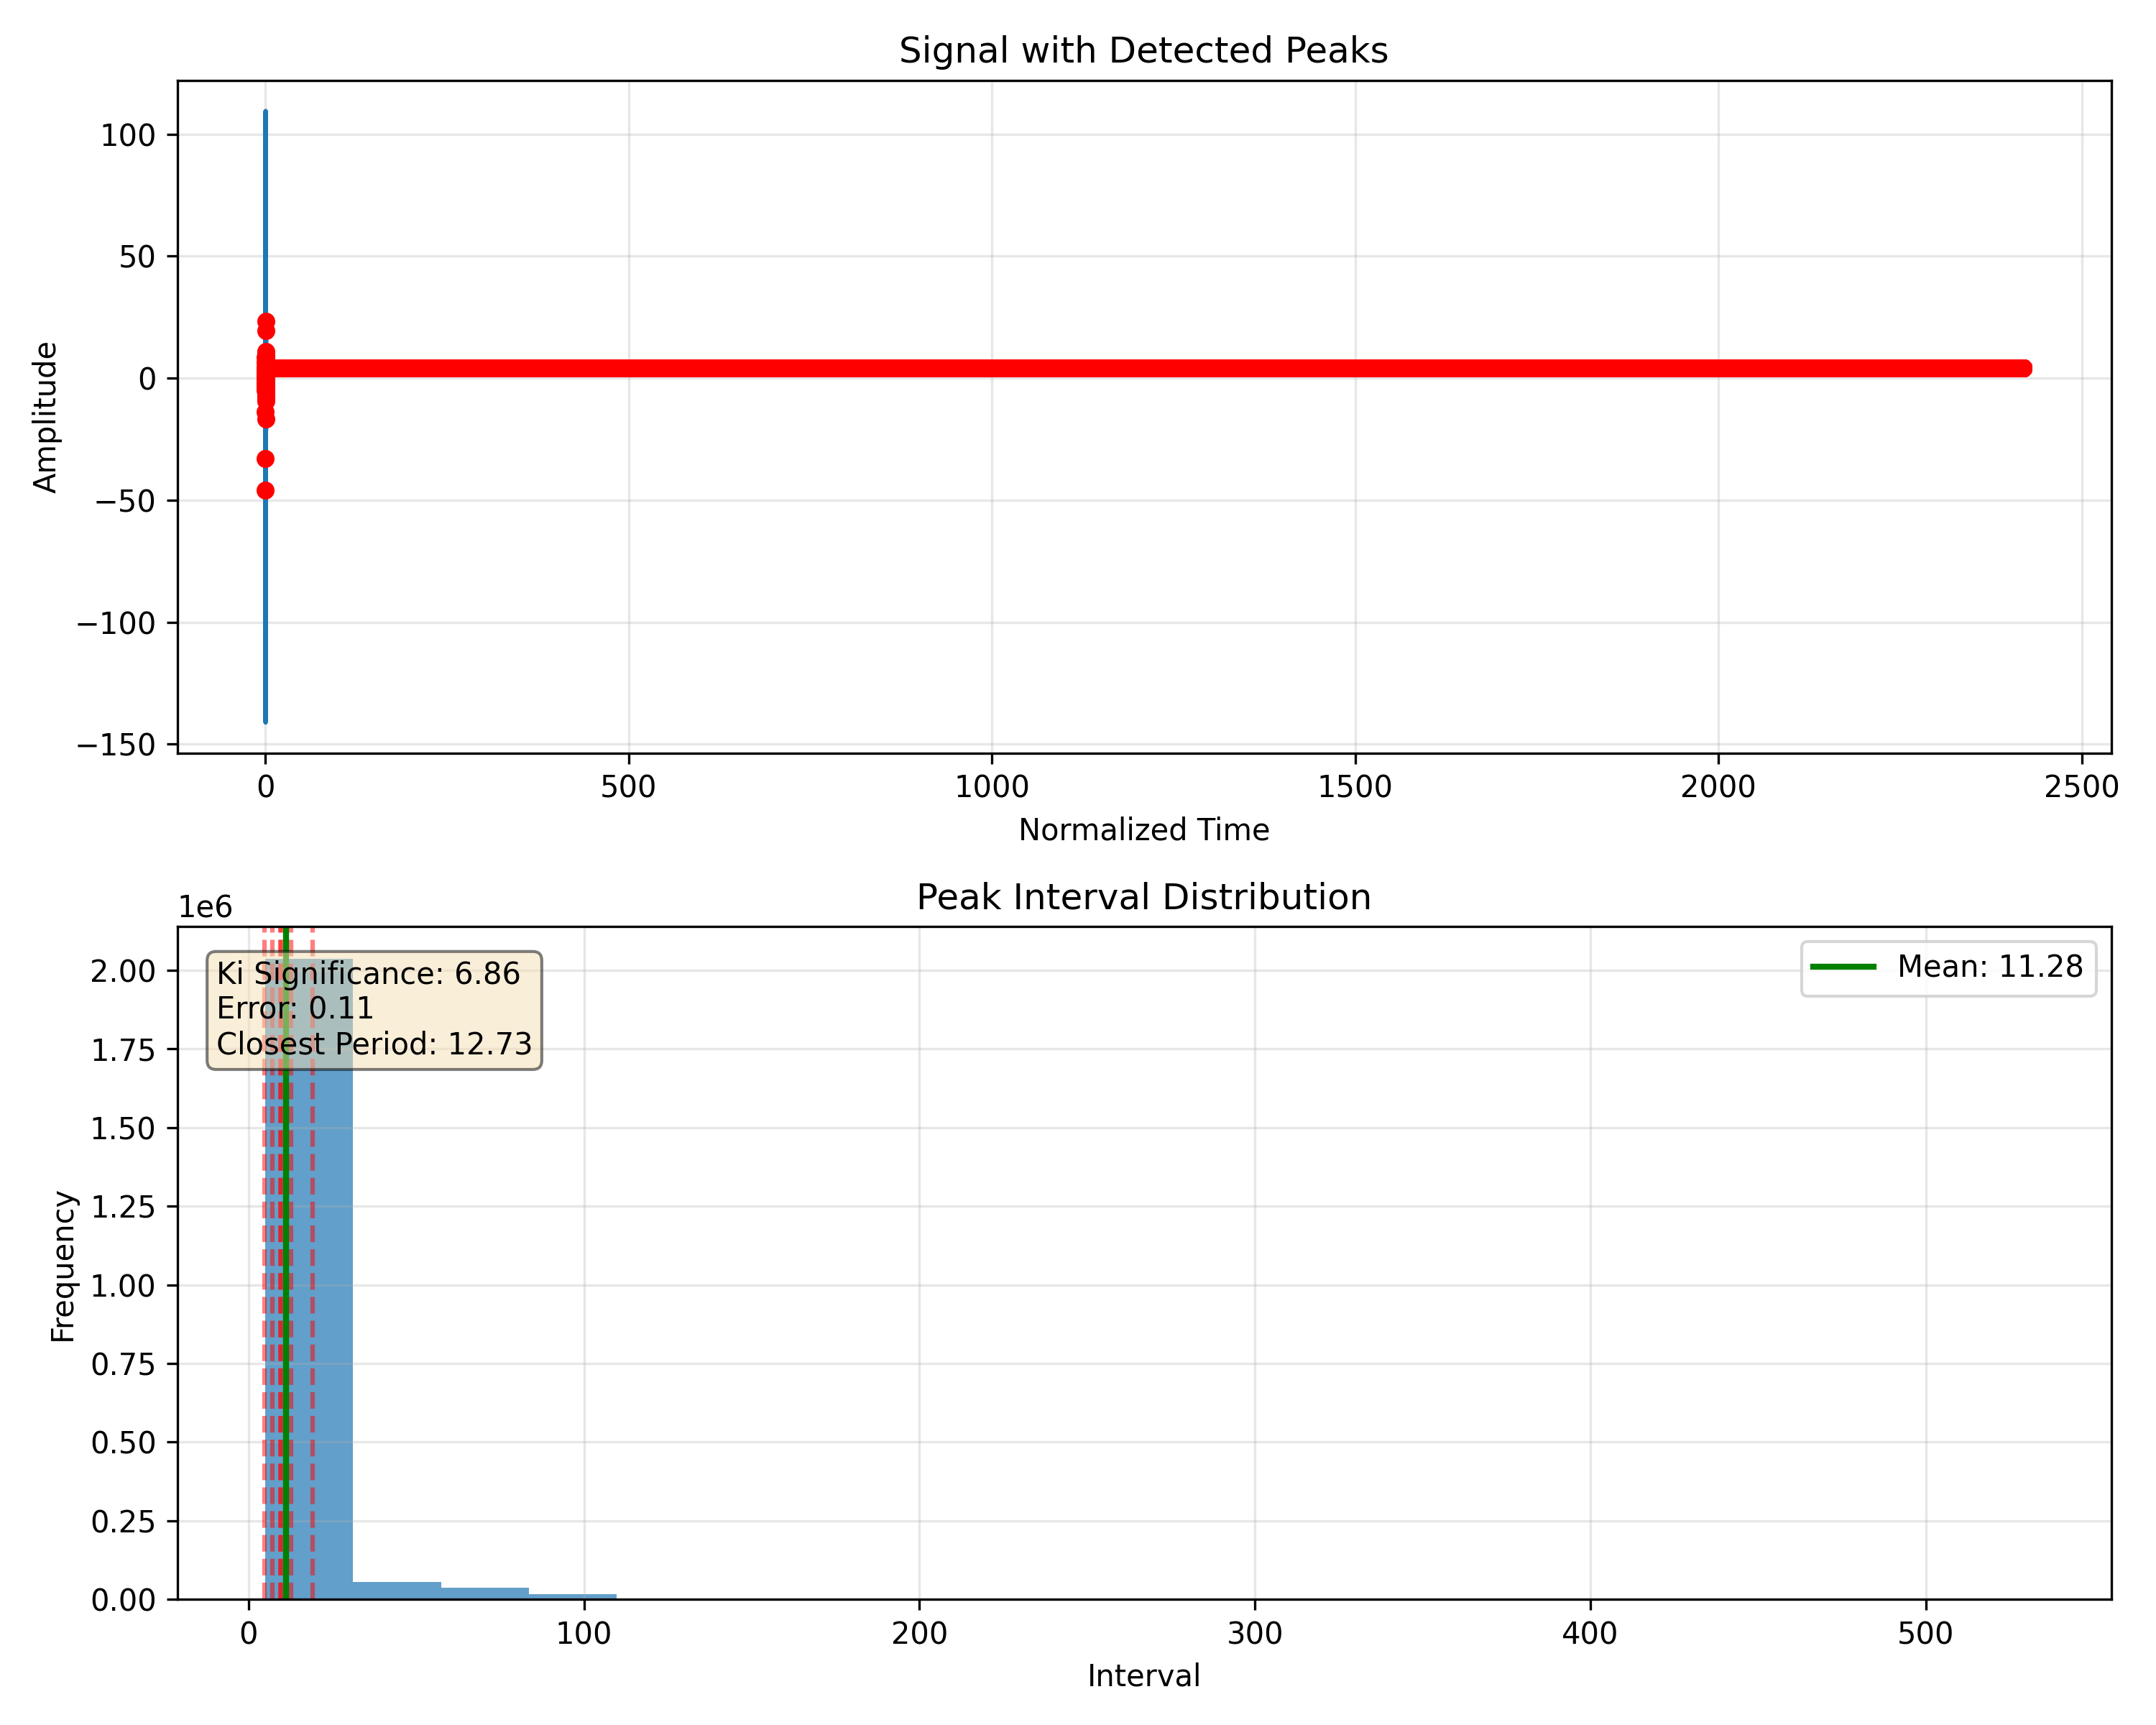 Signal with Detected Peaks
100
50
0
−50
−100
−150
Amplitude
0
500
1000
1500
2000
2500
Normalized Time
Peak Interval Distribution
1e6
Ki Significance: 6.86
Error: 0.11
Closest Period: 12.73
Mean: 11.28
2.00
1.75
1.50
1.25
1.00
0.75
0.50
0.25
0.00
Frequency
0
100
200
300
400
500
Interval